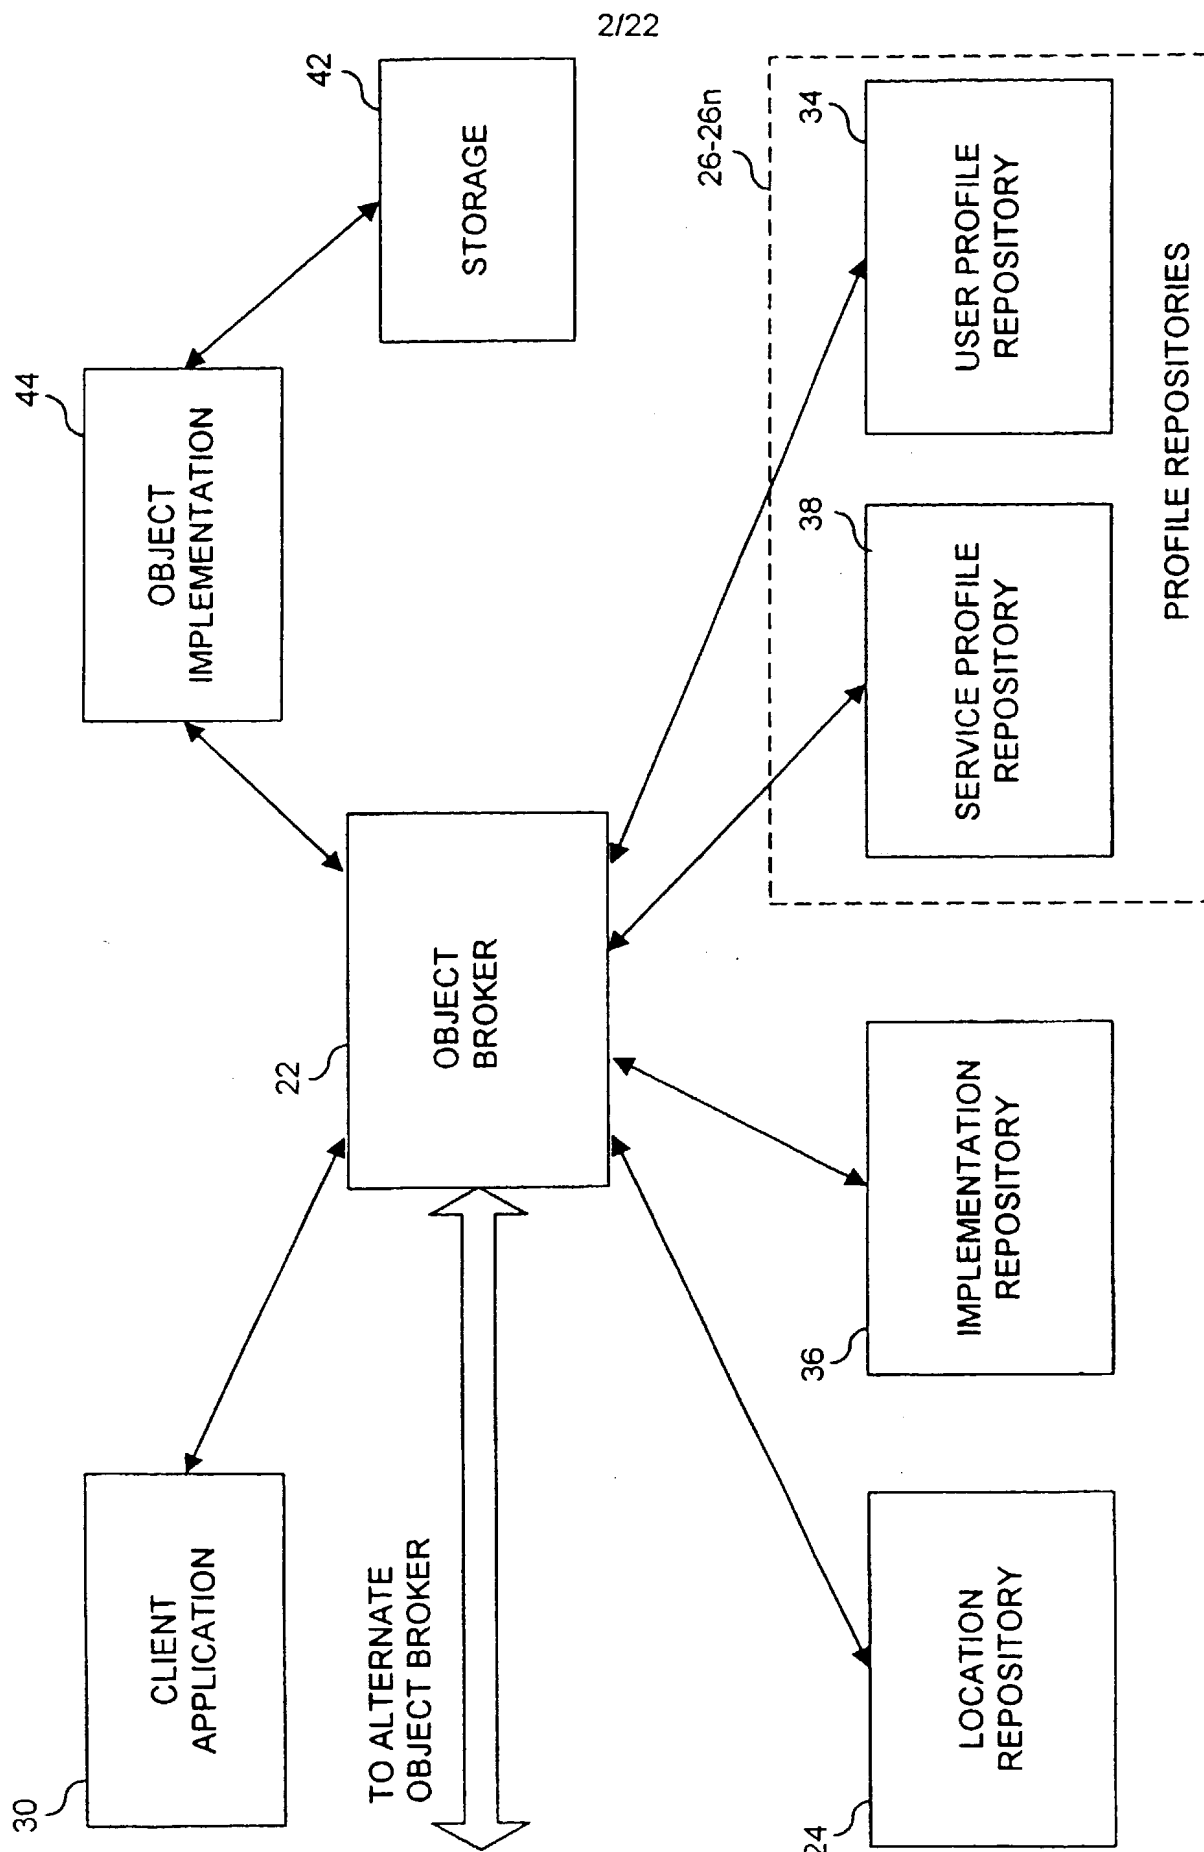 2/22
30
CLIENT
APPLICATION
44
OBJECT
IMPLEMENTATION
42
STORAGE
TO ALTERNATE
OBJECT BROKER
22
OBJECT
BROKER
24
LOCATION
REPOSITORY
36
IMPLEMENTATION
REPOSITORY
26-26n
38
SERVICE PROFILE
REPOSITORY
34
USER PROFILE
REPOSITORY
PROFILE REPOSITORIES